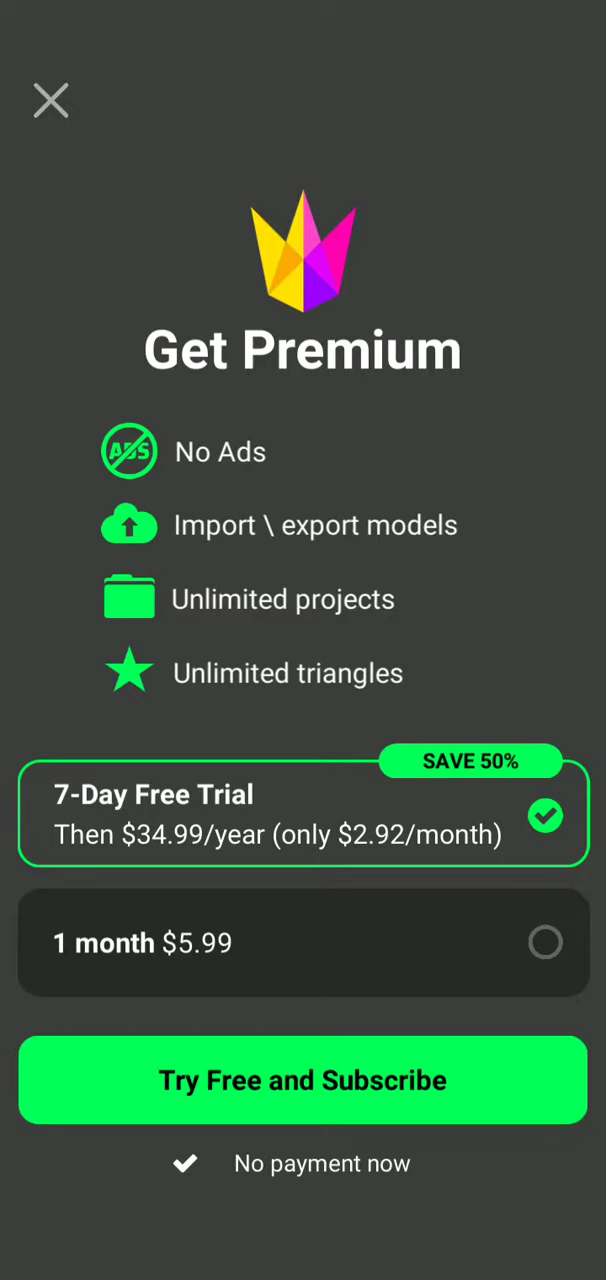 Get Premium
ADS
No Ads
Import \ export models
Unlimited projects
Unlimited triangles
SAVE 50%
7-Day Free Trial
Then $34.99/year (only $2.92/month)
1 month $5.99
Try Free and Subscribe
No payment now